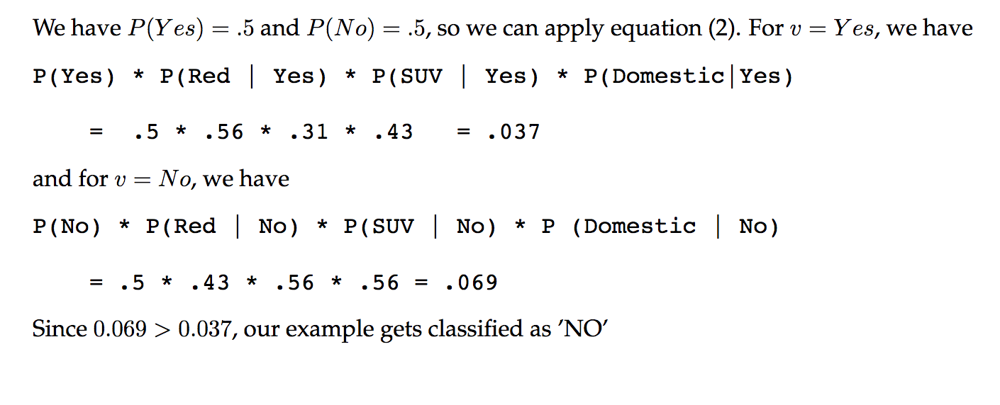 We have P(Yes) = .5 and P(No) = .5, so we can apply equation (2). For v = Yes, we have
P(Yes) * P(Red | Yes) * P(SUV | Yes) * P(Domestic|Yes)
= .5 * .56 * .31 * .43 = .037
and for v = No, we have
P(No) * P(Red | No) * P(SUV | No) * P (Domestic | No)
= .5 * .43 * .56 * .56 = .069
Since 0.069 > 0.037, our example gets classified as ’NO’